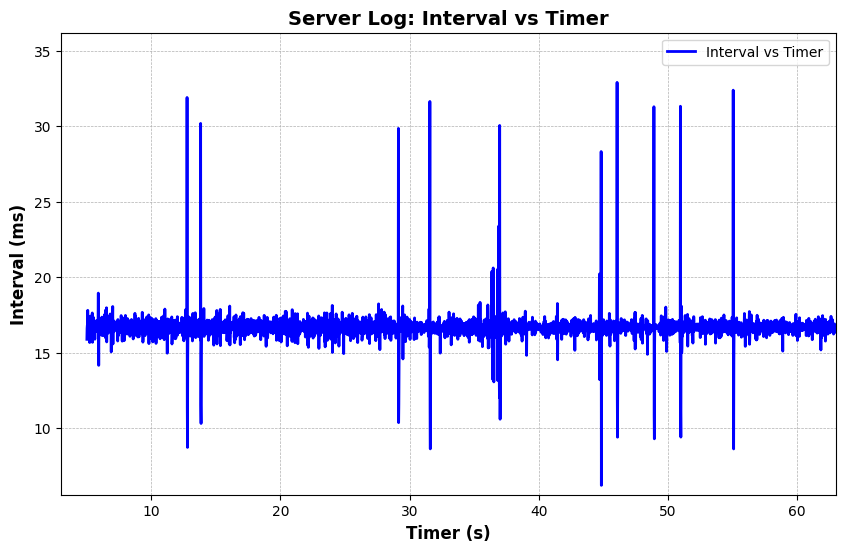 Server Log: Interval vs Timer
Interval vs Timer
35
30
25
20
15
10
Interval (ms)
10 20 30 40 50 60
Timer (s)